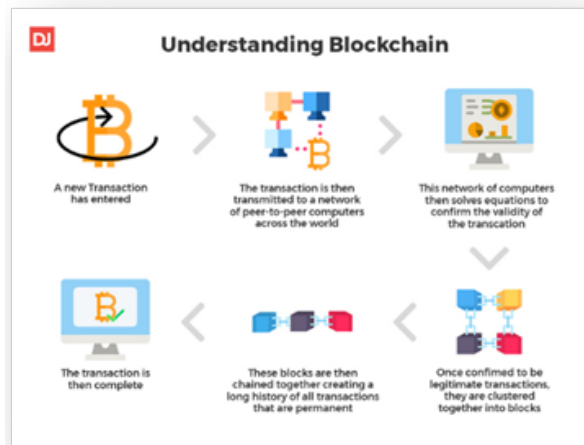 DJ
Understanding Blockchain
A new Transaction
has entered
The transaction is then
transmitted to a network
of peer-to-peer computers
across the world
This network of computers
then solves equations to
confirm the validity of
the transcation
Once confimed to be
legitimate transactions,
they are clustered
together into blocks
These blocks are then
chained together creating a
long history of all transactions
that are permanent
The transaction is
then complete